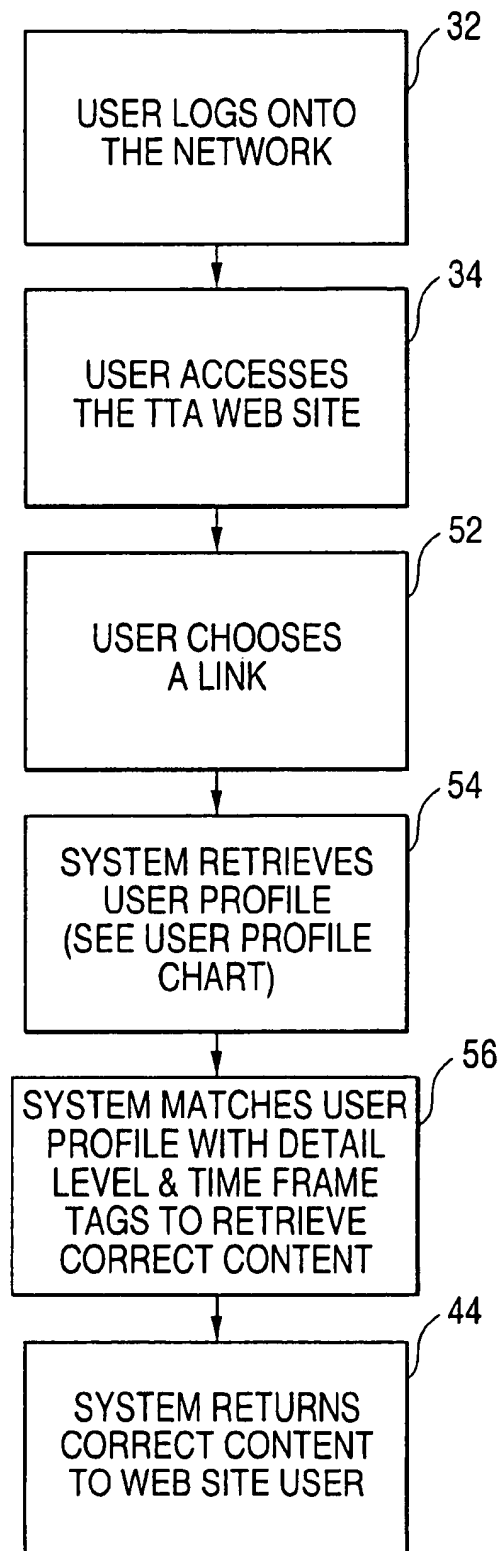 32
USER LOGS ONTO
THE NETWORK
34
USER ACCESSES
THE TTA WEB SITE
52
USER CHOOSES
A LINK
54
SYSTEM RETRIEVES
USER PROFILE
(SEE USER PROFILE
CHART)
56
SYSTEM MATCHES USER
PROFILE WITH DETAIL
LEVEL & TIME FRAME
TAGS TO RETRIEVE
CORRECT CONTENT
44
SYSTEM RETURNS
CORRECT CONTENT
TO WEB SITE USER